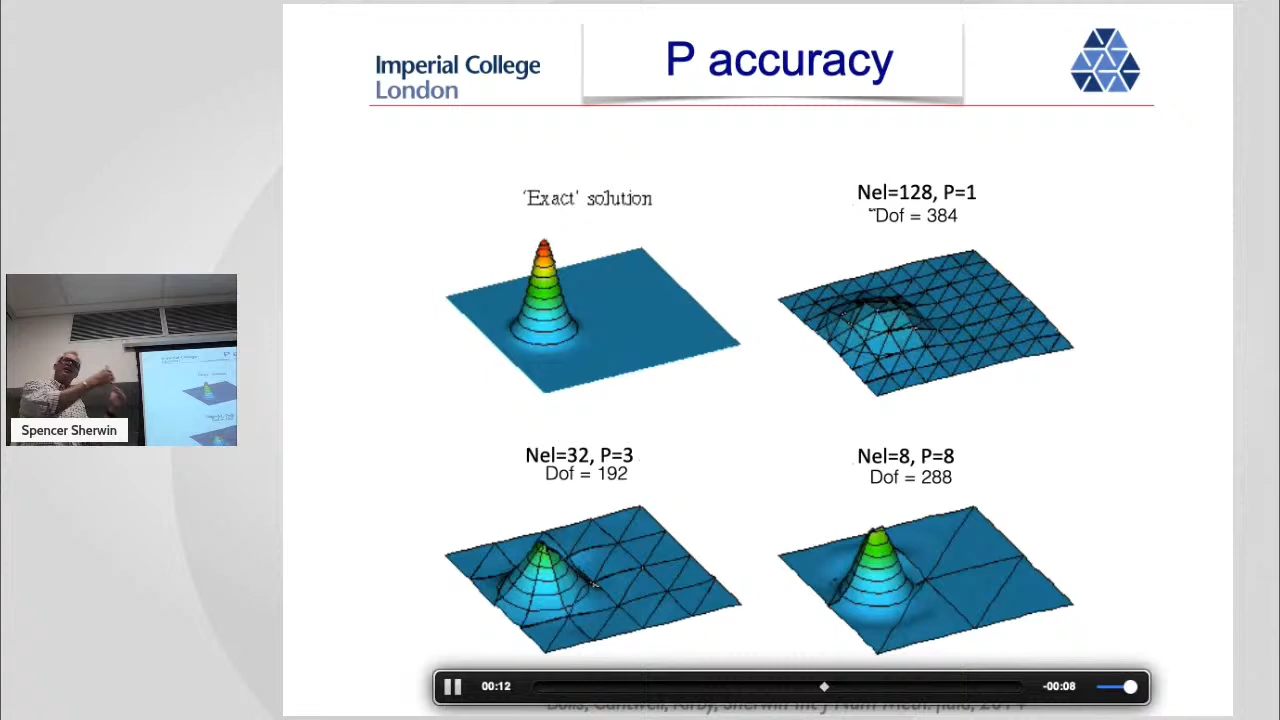 Imperial College
London
P accuracy
'Exact' solution
Nel=128, P=1
Dof = 384
Nel=32, P=3
Dof = 192
Nel=8, P=8
Dof = 288
Spencer Sherwin
00:12
-00:08